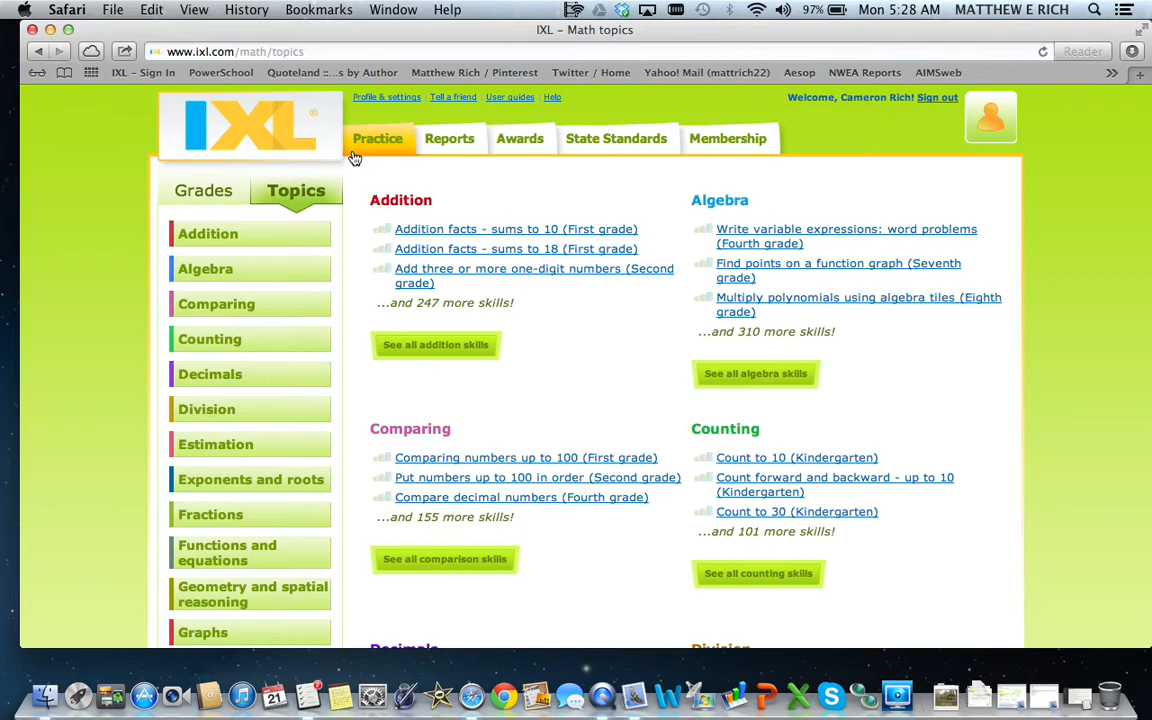 Safari File Edit View History Bookmarks Window Help 97% Mon 5:28 AM MATTHEW E RICH
IXL – Math topics
www.ixl.com/math/topics Reader
IXL – Sign In PowerSchool Quoteland ::...s by Author Matthew Rich / Pinterest Twitter / Home Yahoo! Mail (mattrich22) Aesop NWEA Reports AIMSweb
Profile & settings Tell a friend User guides Help Welcome, Cameron Rich! Sign out
IXL®
Practice Reports Awards State Standards Membership
Grades Topics
Addition
Algebra
Comparing
Counting
Decimals
Division
Estimation
Exponents and roots
Fractions
Functions and
equations
Geometry and spatial
reasoning
Graphs
Addition
Addition facts - sums to 10 (First grade)
Addition facts - sums to 18 (First grade)
Add three or more one-digit numbers (Second
grade)
...and 247 more skills!
See all addition skills
Algebra
Write variable expressions: word problems
(Fourth grade)
Find points on a function graph (Seventh
grade)
Multiply polynomials using algebra tiles (Eighth
grade)
...and 310 more skills!
See all algebra skills
Comparing
Comparing numbers up to 100 (First grade)
Put numbers up to 100 in order (Second grade)
Compare decimal numbers (Fourth grade)
...and 155 more skills!
See all comparison skills
Counting
Count to 10 (Kindergarten)
Count forward and backward - up to 10
(Kindergarten)
Count to 30 (Kindergarten)
...and 101 more skills!
See all counting skills
Decimals
Division
21